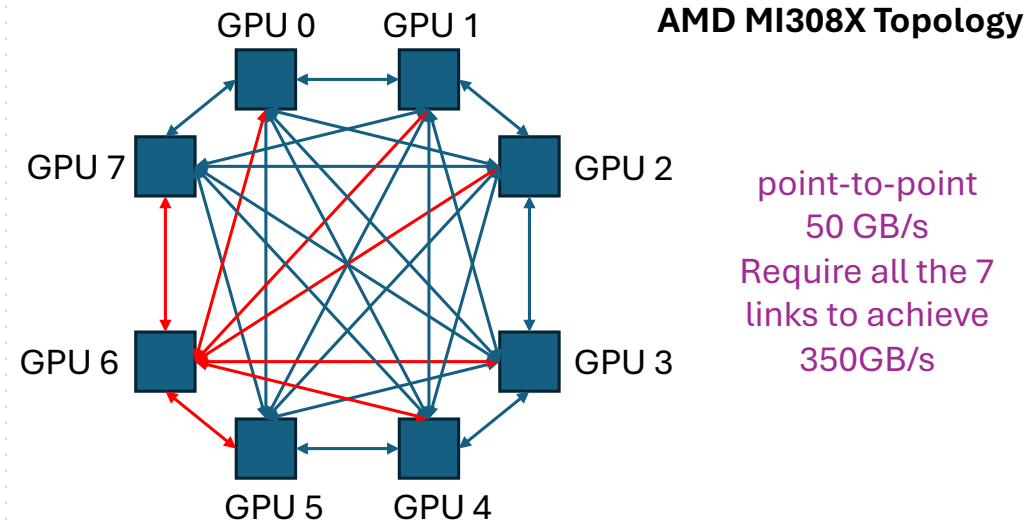 AMD MI308X Topology
GPU 0
GPU 1
GPU 7
GPU 2
GPU 6
GPU 3
GPU 5
GPU 4
point-to-point
50 GB/s
Require all the 7
links to achieve
350GB/s